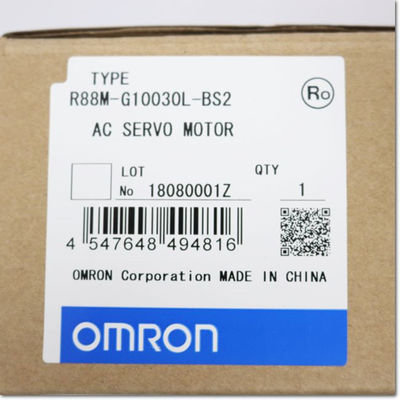 TYPE
R88M-G10030L-BS2
Ro
AC SERVO MOTOR
LOT
No 18080001Z
QTY
1
4 547648 494816
OMRON Corporation MADE IN CHINA
OMRON